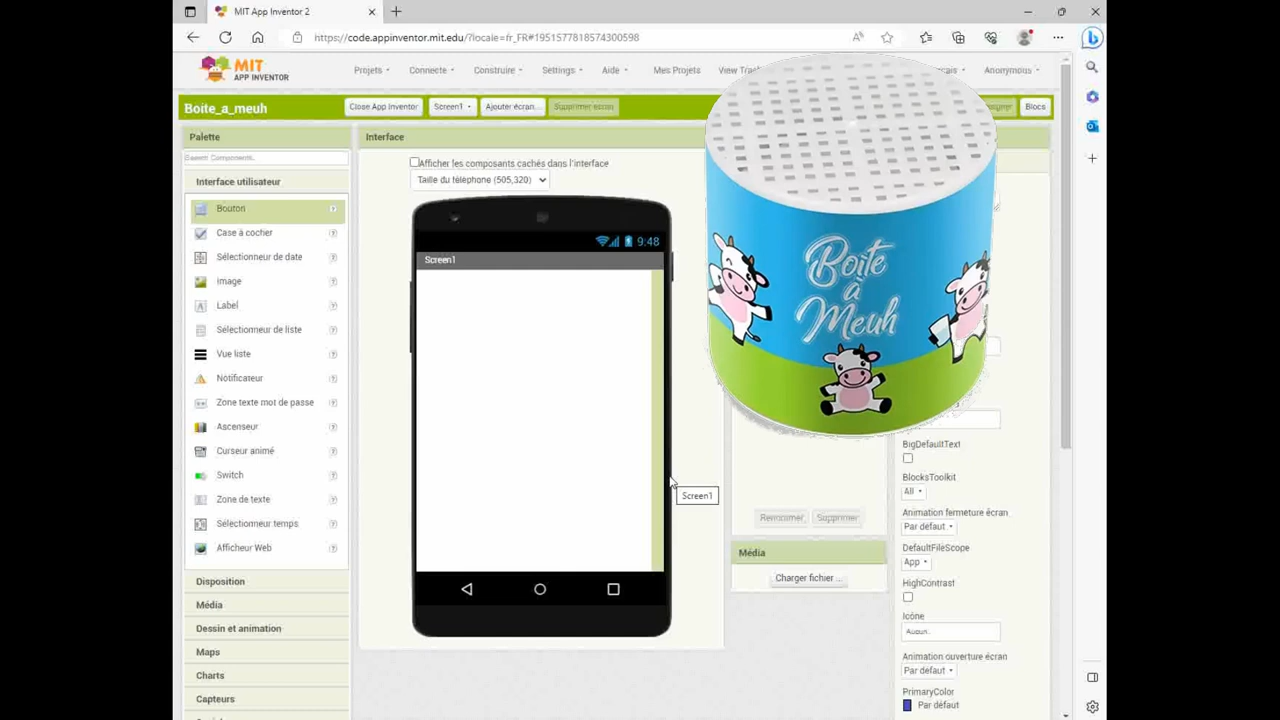 MIT App Inventor 2
https://code.appinventor.mit.edu/?locale=fr_FR#1951577818574300598
MIT
APP INVENTOR
Projets
Connecte
Construire
Settings
Aide
Mes Projets
Anonymous
Boite_a_meuh
Close App Inventor
Screen1
Ajouter écran...
Supprimer écran
Blocs
Palette
Interface
Search Components...
Afficher les composants cachés dans l'interface
Taille du téléphone (505,320)
Interface utilisateur
Bouton
Case à cocher
Sélectionneur de date
Image
Label
Sélectionneur de liste
Vue liste
Notificateur
Zone texte mot de passe
Ascenseur
Curseur animé
Switch
Zone de texte
Sélectionneur temps
Afficheur Web
Disposition
Média
Dessin et animation
Maps
Charts
Capteurs
9:48
Screen1
Screen1
Boite
à
Meuh
Renommer
Supprimer
Média
Charger fichier ...
BigDefaultText
BlocksToolkit
All
Animation fermeture écran
Par défaut
DefaultFileScope
App
HighContrast
Icône
Aucun...
Animation ouverture écran
Par défaut
PrimaryColor
Par défaut